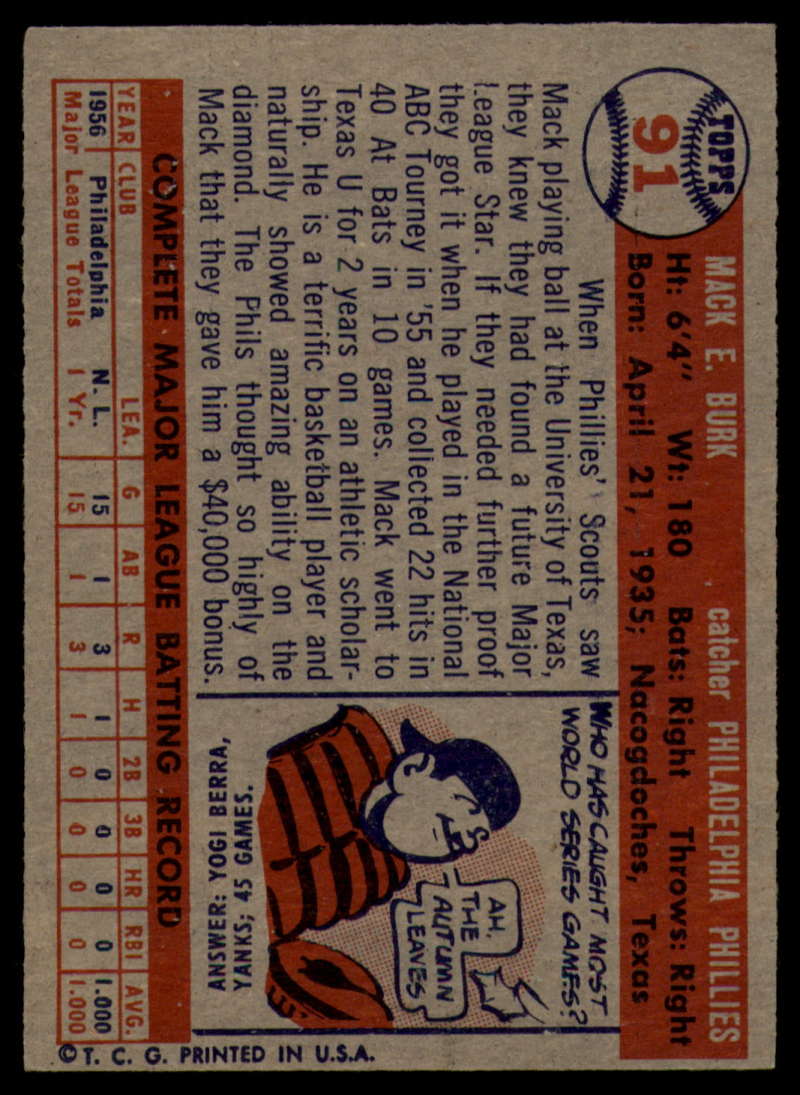 TOPPS
91
MACK E. BURK catcher PHILADELPHIA PHILLIES
Ht: 6'4" Wt: 180 Bats: Right Throws: Right
Born: April 21, 1935; Nacogdoches, Texas
When Phillies' Scouts saw
Mack playing ball at the University of Texas,
they knew they had found a future Major
League Star. If they needed further proof
they got it when he played in the National
ABC Tourney in '55 and collected 22 hits in
40 At Bats in 10 games. Mack went to
Texas U for 2 years on an athletic scholar-
ship. He is a terrific basketball player and
naturally showed amazing ability on the
diamond. The Phils thought so highly of
Mack that they gave him a $40,000 bonus.
WHO HAS CAUGHT MOST
WORLD SERIES GAMES?
AH,
THE
AUTUMN
LEAVES
ANSWER: YOGI BERRA,
YANKS; 45 GAMES.
COMPLETE MAJOR LEAGUE BATTING RECORD
YEAR CLUB LEA. G AB R H 2B 3B HR RBI AVG.
1956 Philadelphia N. L. 15 1 3 1 0 0 0 0 1.000
Major League Totals 1 Yr. 15 1 3 1 0 0 0 0 1.000
© T. C. G. PRINTED IN U.S.A.